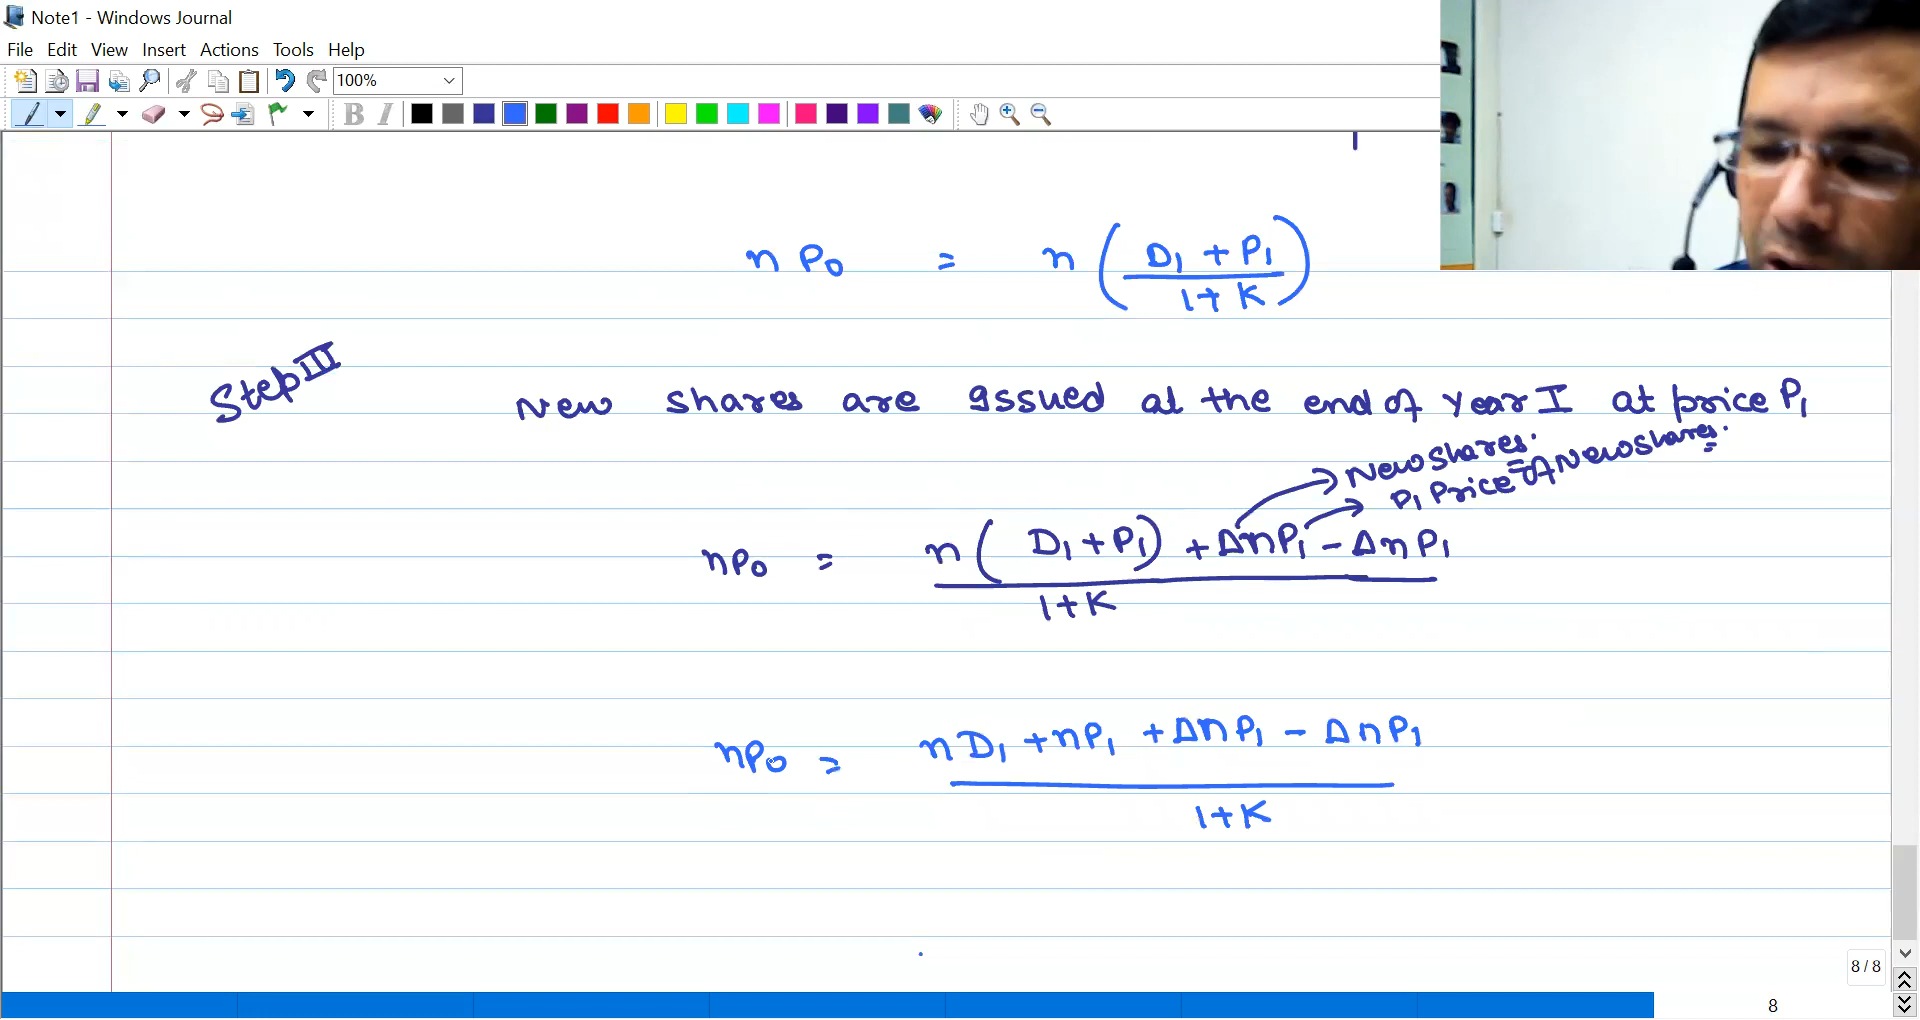 Note1 - Windows Journal
File Edit View Insert Actions Tools Help
100%
B I
n P₀ = n ( D₁ + P₁ / 1 + K )
Step III
New shares are issued at the end of Year I at price P₁
New shares.
P₁ Price of New shares.
nP₀ = n ( D₁ + P₁ ) + ΔnP₁ - ΔnP₁ / 1 + K
nP₀ = nD₁ + nP₁ + ΔnP₁ - ΔnP₁ / 1 + K
8 / 8
8